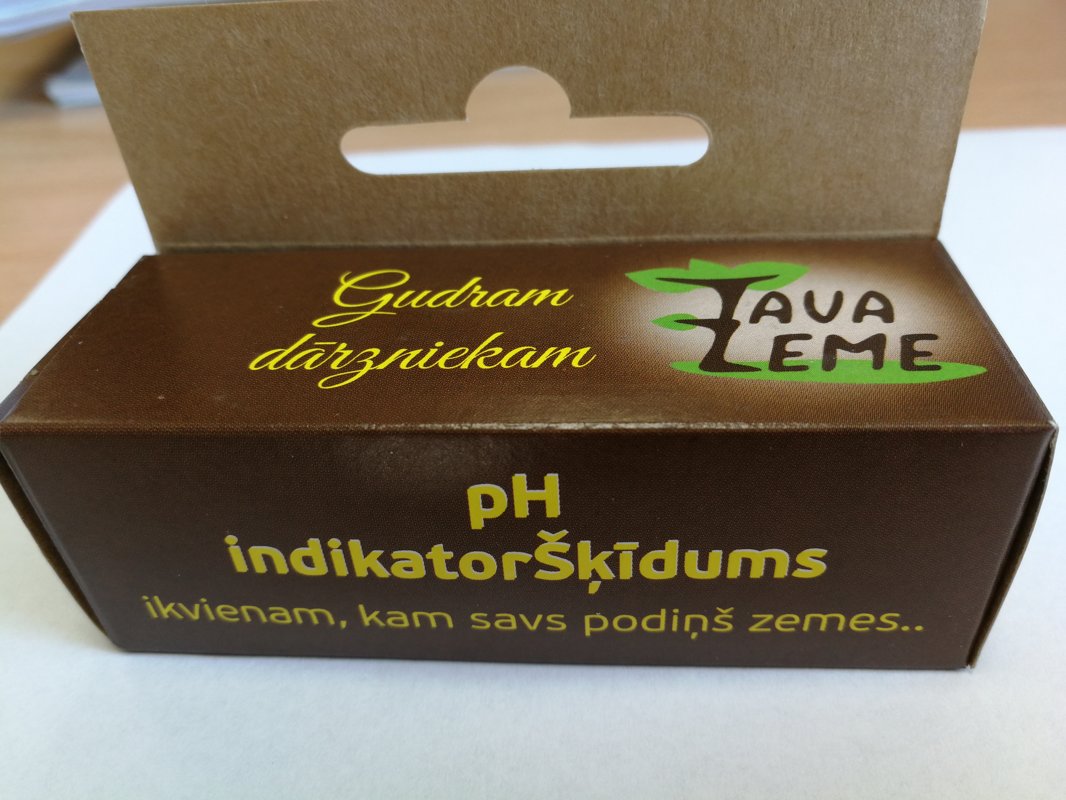 Gudram
dārzniekam
TAVA
ZEME
pH
indikatorŠķīdums
ikvienam, kam savs podiņš zemes..